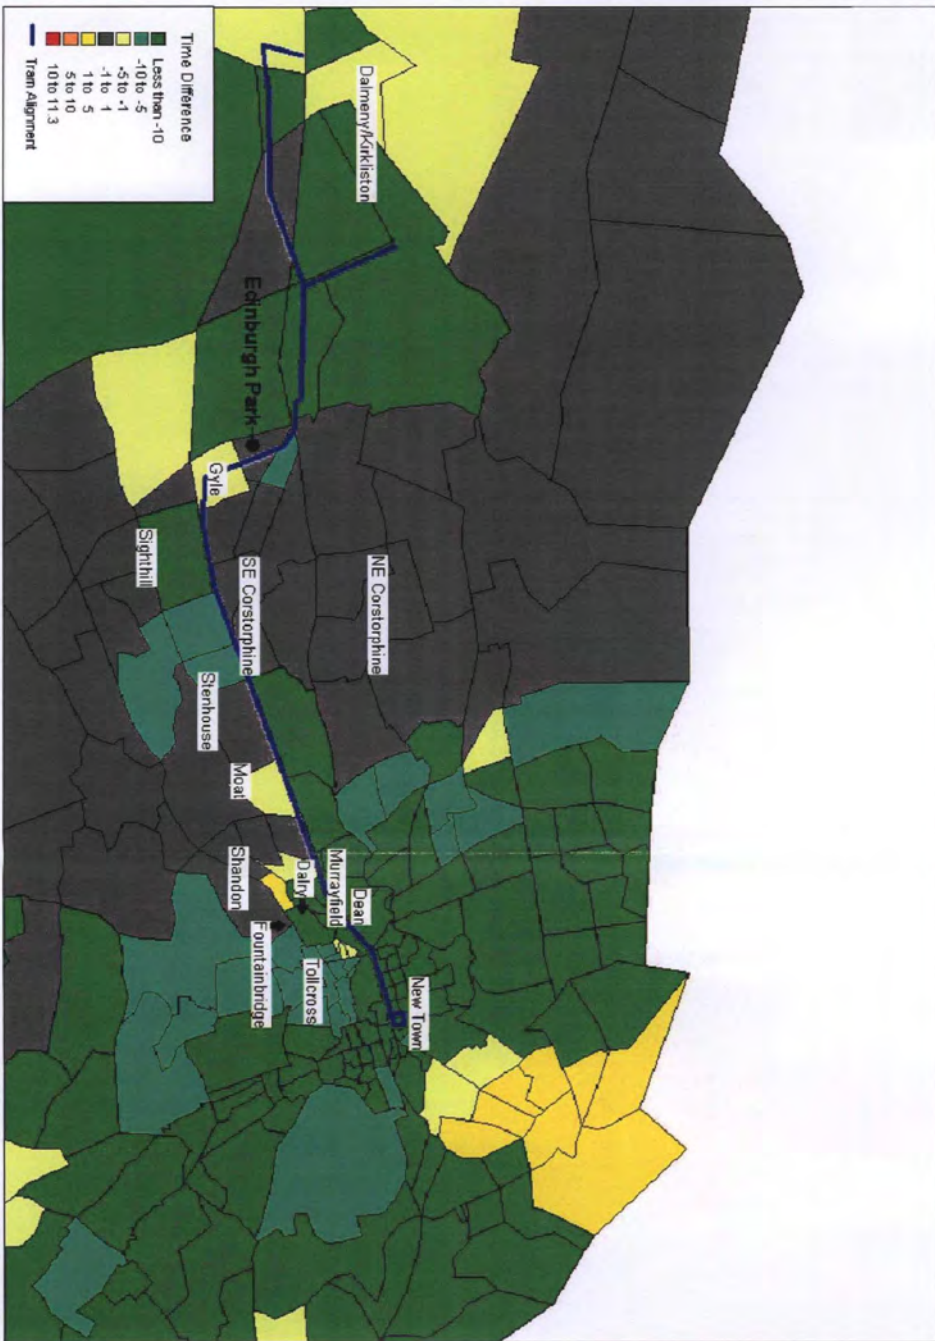 Time Difference
Less than -10
-10 to -5
-5 to -1
-1 to 1
1 to 5
5 to 10
10 to 11.3
Tram Alignment
Dalmeny/Kirkliston
Edinburgh Park
Gyle
Sighthill
SE Corstorphine
NE Corstorphine
Stenhouse
Moat
Shandon
Dalry
Murrayfield
Dean
Fountainbridge
Tollcross
New Town